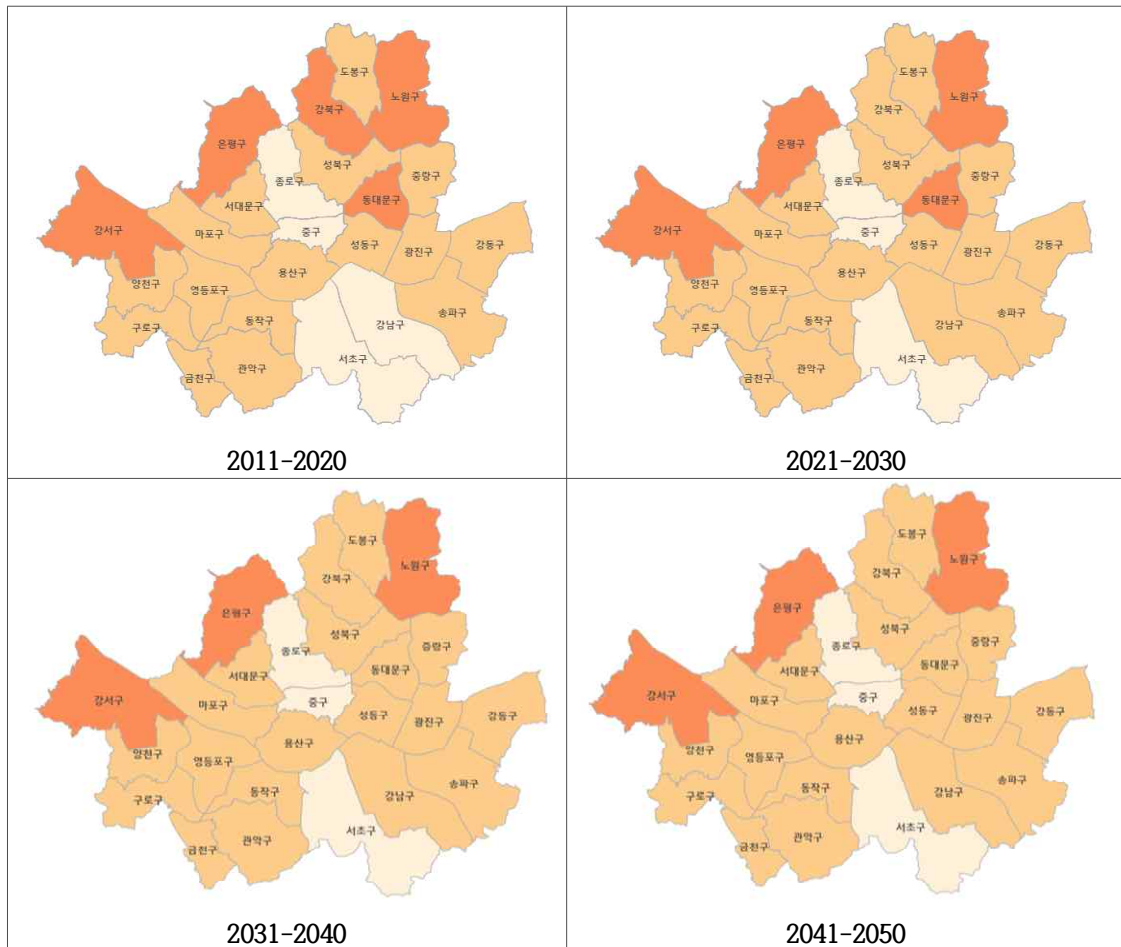 도봉구
노원구
강북구
은평구
성북구
중랑구
종로구
서대문구
동대문구
강서구
마포구
중구
성동구
광진구
강동구
양천구
영등포구
용산구
송파구
구로구
동작구
강남구
서초구
관악구
금천구
2011-2020
도봉구
노원구
강북구
은평구
성북구
중랑구
종로구
서대문구
동대문구
강서구
마포구
중구
성동구
광진구
강동구
양천구
영등포구
용산구
송파구
구로구
동작구
강남구
서초구
관악구
금천구
2021-2030
도봉구
노원구
강북구
은평구
성북구
중랑구
종로구
서대문구
동대문구
강서구
마포구
중구
성동구
광진구
강동구
양천구
영등포구
용산구
송파구
구로구
동작구
강남구
서초구
관악구
금천구
2031-2040
도봉구
노원구
강북구
은평구
성북구
중랑구
종로구
서대문구
동대문구
강서구
마포구
중구
성동구
광진구
강동구
양천구
영등포구
용산구
송파구
구로구
동작구
강남구
서초구
관악구
금천구
2041-2050